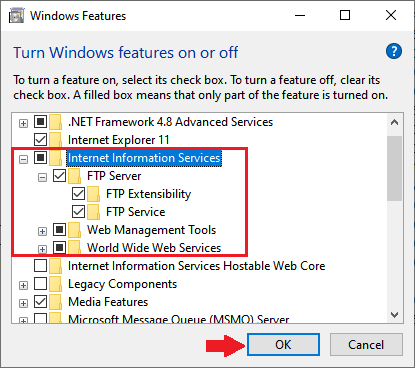 Windows Features
Turn Windows features on or off
?
To turn a feature on, select its check box. To turn a feature off, clear its
check box. A filled box means that only part of the feature is turned on.
.NET Framework 4.8 Advanced Services
Internet Explorer 11
Internet Information Services
FTP Server
FTP Extensibility
FTP Service
Web Management Tools
World Wide Web Services
Internet Information Services Hostable Web Core
Legacy Components
Media Features
Microsoft Message Queue (MSMQ) Server
OK
Cancel